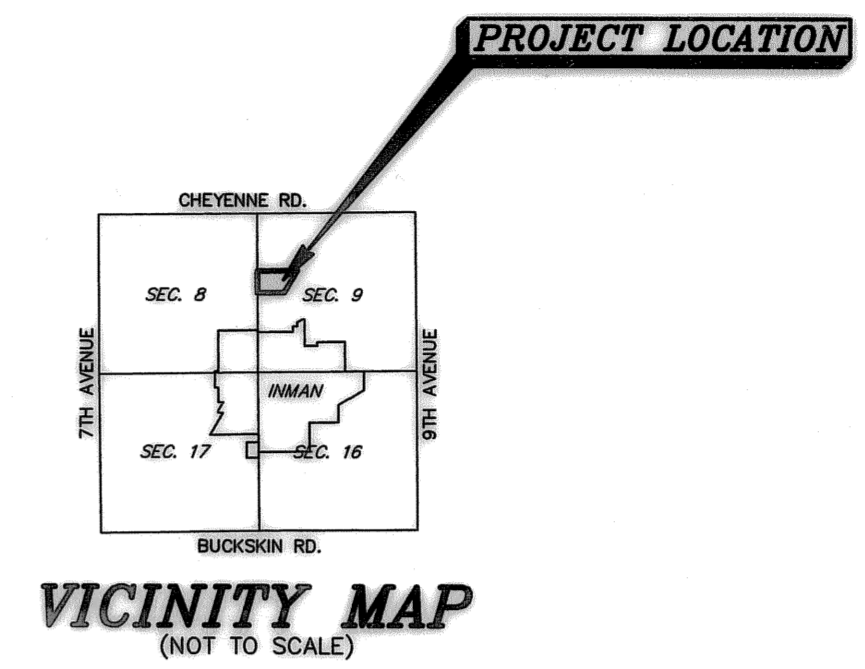 PROJECT LOCATION
CHEYENNE RD.
SEC. 8
SEC. 9
7TH AVENUE
9TH AVENUE
INMAN
SEC. 17
SEC. 16
BUCKSKIN RD.
VICINITY MAP
(NOT TO SCALE)